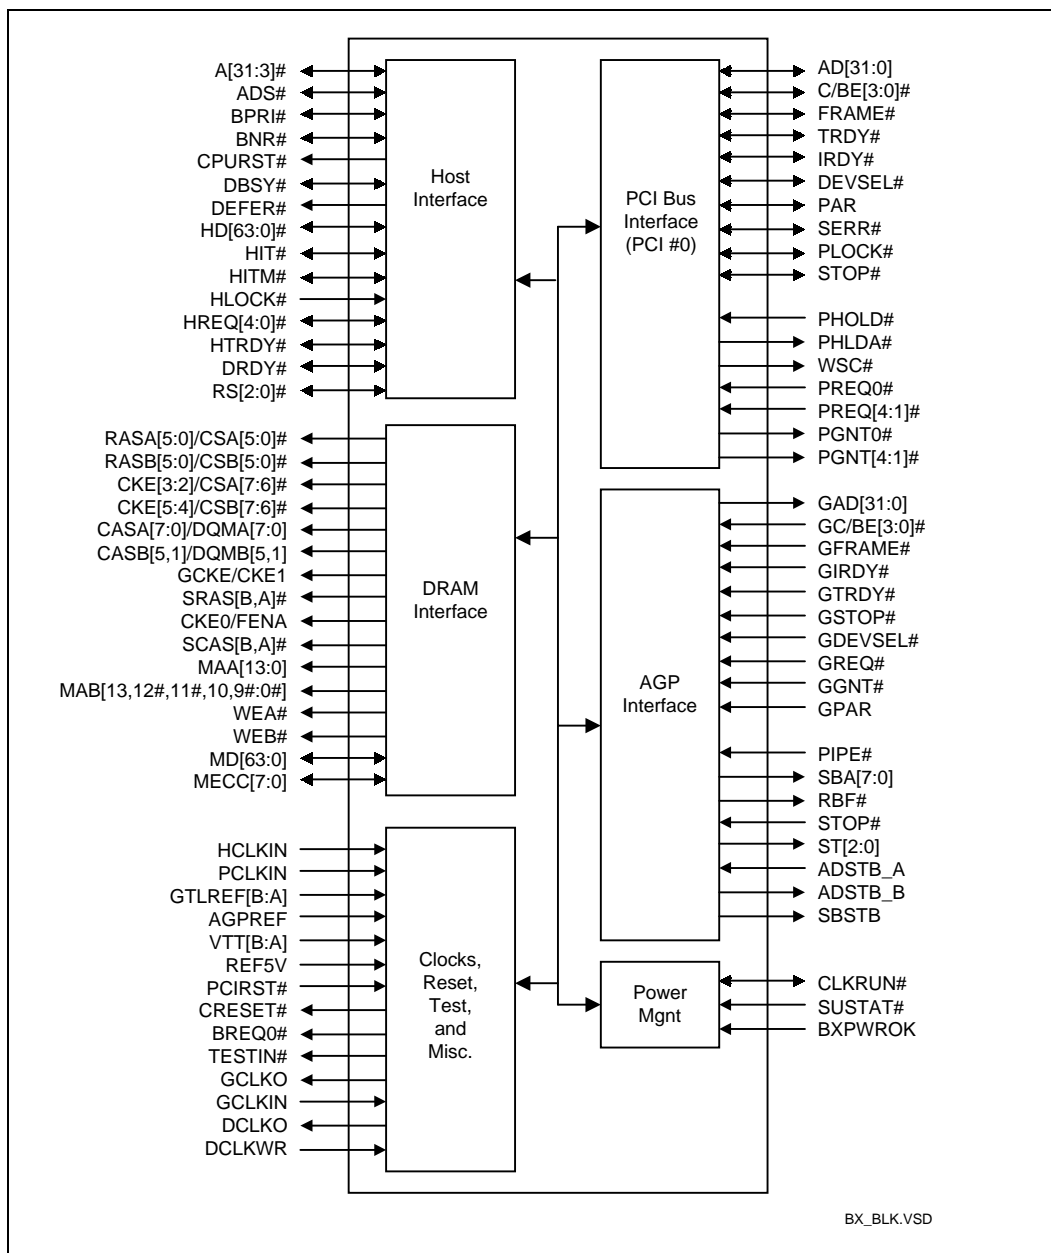 A[31:3]#
ADS#
BPRI#
BNR#
CPURST#
DBSY#
DEFER#
HD[63:0]#
HIT#
HITM#
HLOCK#
HREQ[4:0]#
HTRDY#
DRDY#
RS[2:0]#
Host
Interface
RASA[5:0]/CSA[5:0]#
RASB[5:0]/CSB[5:0]#
CKE[3:2]/CSA[7:6]#
CKE[5:4]/CSB[7:6]#
CASA[7:0]/DQMA[7:0]
CASB[5,1]/DQMB[5,1]
GCKE/CKE1
SRAS[B,A]#
CKE0/FENA
SCAS[B,A]#
MAA[13:0]
MAB[13,12#,11#,10,9#:0#]
WEA#
WEB#
MD[63:0]
MECC[7:0]
DRAM
Interface
HCLKIN
PCLKIN
GTLREF[B:A]
AGPREF
VTT[B:A]
REF5V
PCIRST#
CRESET#
BREQ0#
TESTIN#
GCLKO
GCLKIN
DCLKO
DCLKWR
Clocks,
Reset,
Test,
and
Misc.
PCI Bus
Interface
(PCI #0)
AD[31:0]
C/BE[3:0]#
FRAME#
TRDY#
IRDY#
DEVSEL#
PAR
SERR#
PLOCK#
STOP#
PHOLD#
PHLDA#
WSC#
PREQ0#
PREQ[4:1]#
PGNT0#
PGNT[4:1]#
AGP
Interface
GAD[31:0]
GC/BE[3:0]#
GFRAME#
GIRDY#
GTRDY#
GSTOP#
GDEVSEL#
GREQ#
GGNT#
GPAR
PIPE#
SBA[7:0]
RBF#
STOP#
ST[2:0]
ADSTB_A
ADSTB_B
SBSTB
Power
Mgnt
CLKRUN#
SUSTAT#
BXPWROK
BX_BLK.VSD